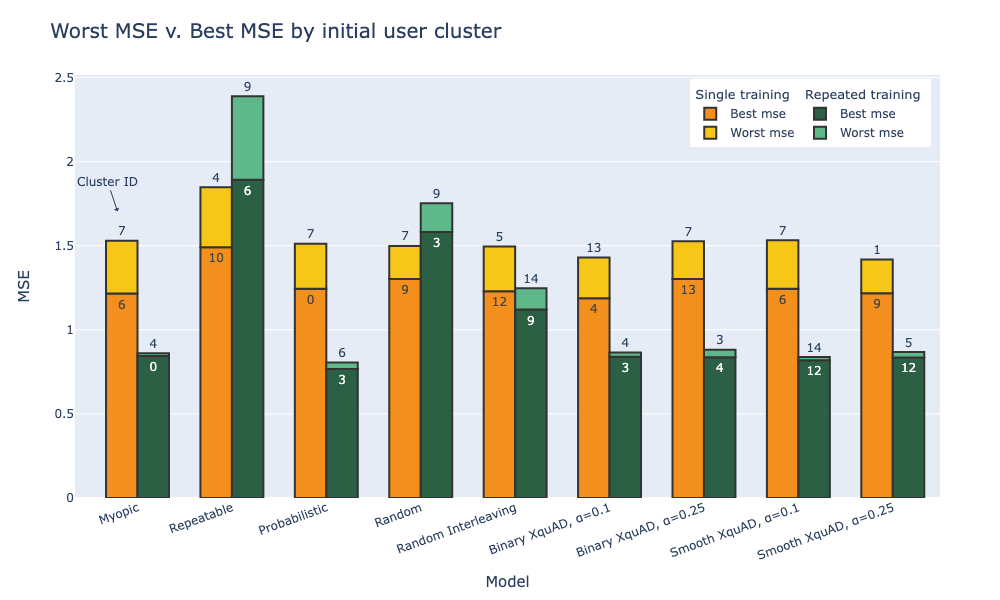 Worst MSE v. Best MSE by initial user cluster
Single training Repeated training
Best mse Best mse
Worst mse Worst mse
Cluster ID
MSE
2.5
2
1.5
1
0.5
0
7
6
4
0
4
10
9
6
7
0
6
3
7
9
9
3
5
12
14
9
13
4
4
3
7
13
3
4
7
6
14
12
1
9
5
12
Myopic
Repeatable
Probabilistic
Random
Random Interleaving
Binary XquAD, α=0.1
Binary XquAD, α=0.25
Smooth XquAD, α=0.1
Smooth XquAD, α=0.25
Model